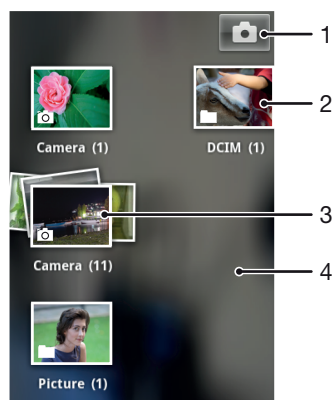 1
2
Camera (1)
DCIM (1)
3
Camera (11)
4
Picture (1)